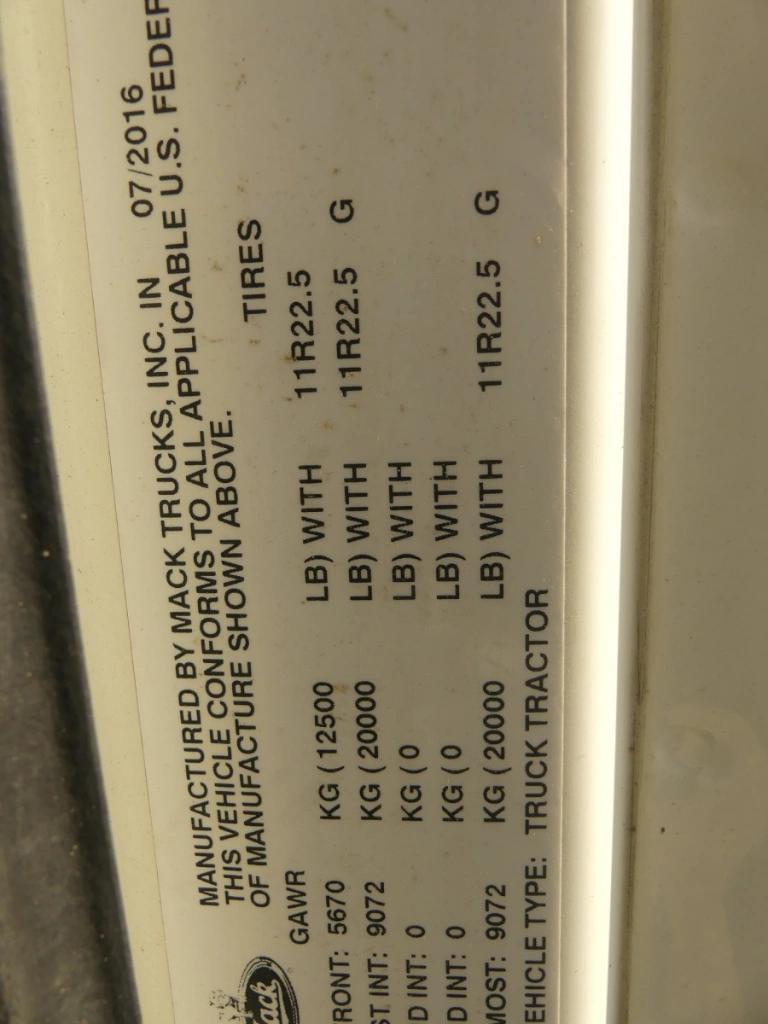 MANUFACTURED BY MACK TRUCKS, INC. IN 07/2016
THIS VEHICLE CONFORMS TO ALL APPLICABLE U.S. FEDER
OF MANUFACTURE SHOWN ABOVE.
GAWR TIRES
RONT: 5670 KG (12500 LB) WITH 11R22.5
ST INT: 9072 KG (20000 LB) WITH 11R22.5 G
D INT: 0 KG (0 LB) WITH
D INT: 0 KG (0 LB) WITH
MOST: 9072 KG (20000 LB) WITH 11R22.5 G
EHICLE TYPE: TRUCK TRACTOR
ack